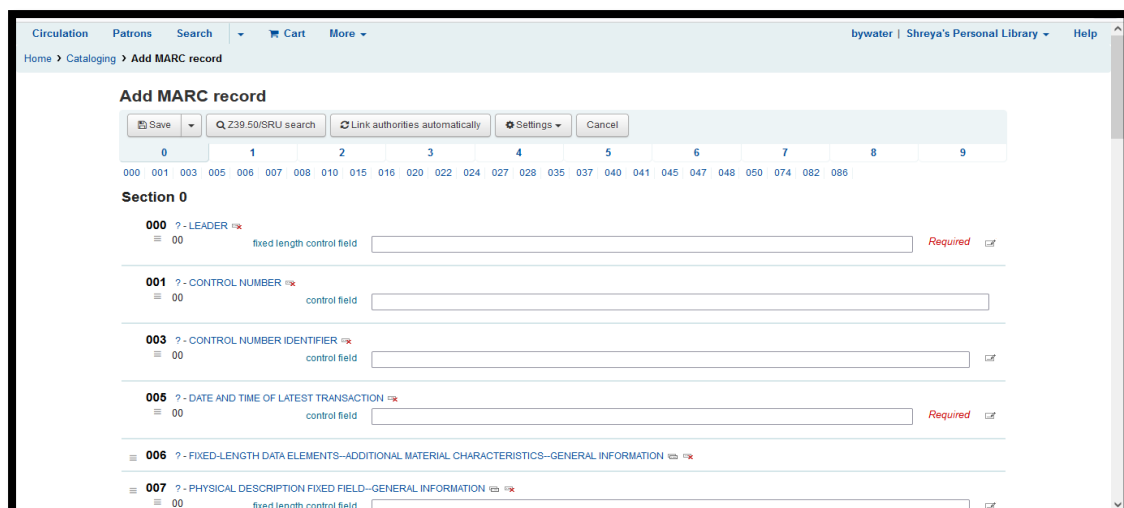 Circulation Patrons Search Cart More bywater | Shreya's Personal Library Help
Home › Cataloging › Add MARC record
Add MARC record
Save Z39.50/SRU search Link authorities automatically Settings Cancel
0 1 2 3 4 5 6 7 8 9
000 001 003 005 006 007 008 010 015 016 020 022 024 027 028 035 037 040 041 045 047 048 050 074 082 086
Section 0
000 ? - LEADER
00 fixed length control field Required
001 ? - CONTROL NUMBER
00 control field
003 ? - CONTROL NUMBER IDENTIFIER
00 control field
005 ? - DATE AND TIME OF LATEST TRANSACTION
00 control field Required
006 ? - FIXED-LENGTH DATA ELEMENTS--ADDITIONAL MATERIAL CHARACTERISTICS--GENERAL INFORMATION
007 ? - PHYSICAL DESCRIPTION FIXED FIELD--GENERAL INFORMATION
00 fixed length control field